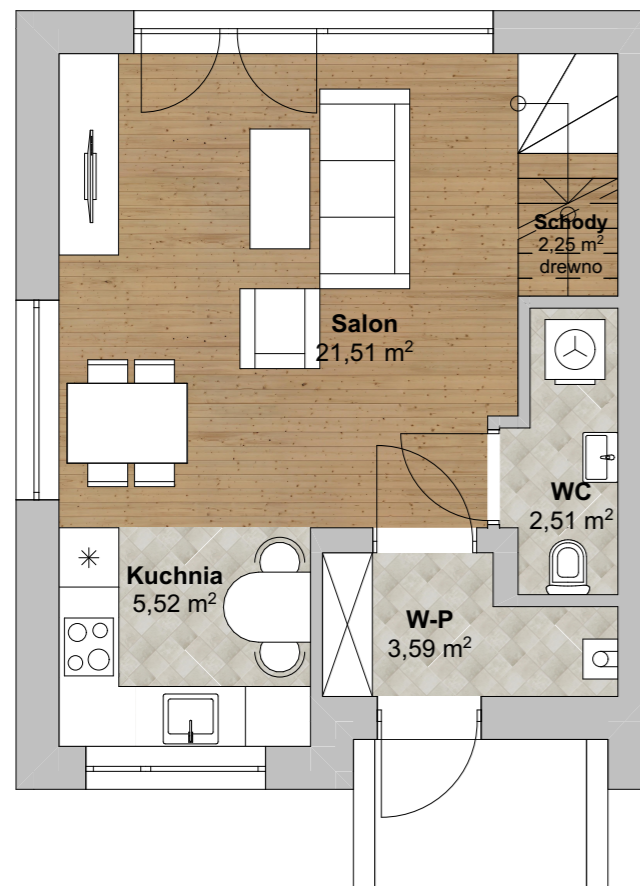 Schody
2,25 m²
drewno
Salon
21,51 m²
WC
2,51 m²
Kuchnia
5,52 m²
W-P
3,59 m²